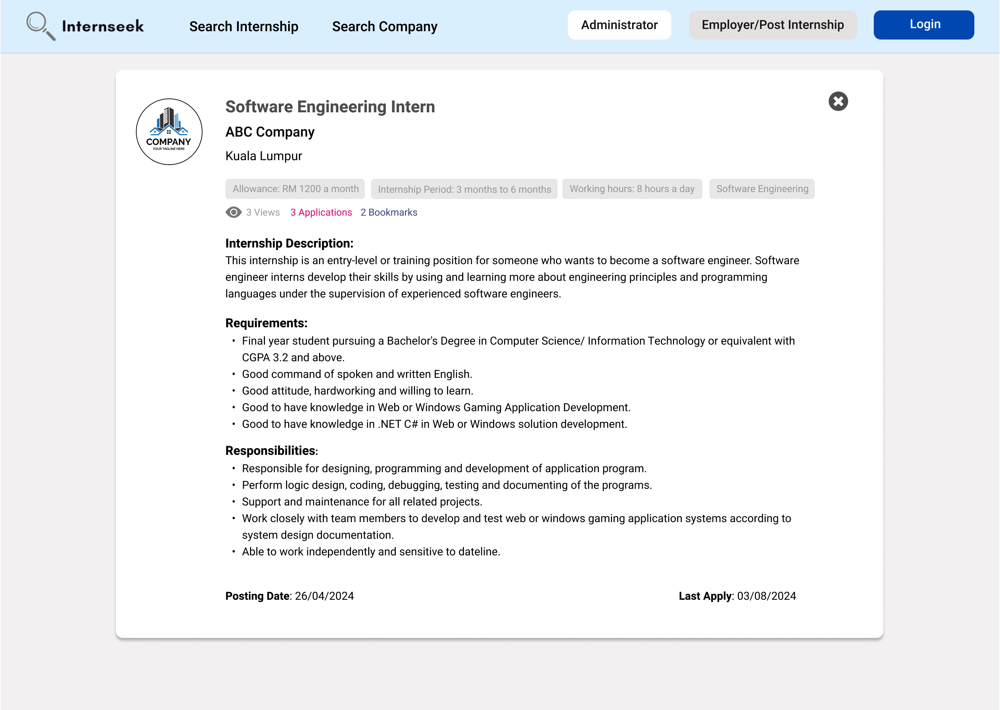 Internseek
Search Internship
Search Company
Administrator
Employer/Post Internship
Login
COMPANY
YOUR TAGLINE HERE
Software Engineering Intern
ABC Company
Kuala Lumpur
Allowance: RM 1200 a month
Internship Period: 3 months to 6 months
Working hours: 8 hours a day
Software Engineering
3 Views
3 Applications
2 Bookmarks
Internship Description:
This internship is an entry-level or training position for someone who wants to become a software engineer. Software
engineer interns develop their skills by using and learning more about engineering principles and programming
languages under the supervision of experienced software engineers.
Requirements:
• Final year student pursuing a Bachelor's Degree in Computer Science/ Information Technology or equivalent with
CGPA 3.2 and above.
• Good command of spoken and written English.
• Good attitude, hardworking and willing to learn.
• Good to have knowledge in Web or Windows Gaming Application Development.
• Good to have knowledge in .NET C# in Web or Windows solution development.
Responsibilities:
• Responsible for designing, programming and development of application program.
• Perform logic design, coding, debugging, testing and documenting of the programs.
• Support and maintenance for all related projects.
• Work closely with team members to develop and test web or windows gaming application systems according to
system design documentation.
• Able to work independently and sensitive to dateline.
Posting Date: 26/04/2024
Last Apply: 03/08/2024